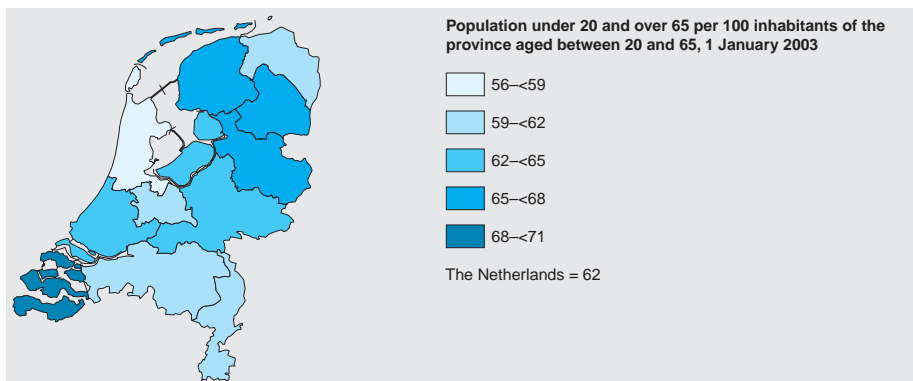 Population under 20 and over 65 per 100 inhabitants of the
province aged between 20 and 65, 1 January 2003
56–<59
59–<62
62–<65
65–<68
68–<71
The Netherlands = 62